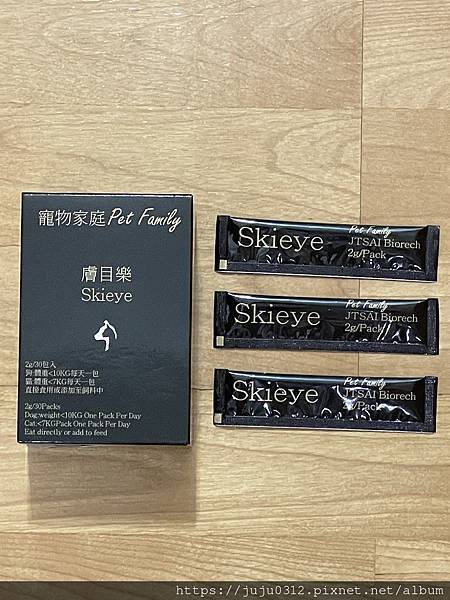 寵物家庭 Pet Family
膚目樂
Skieye
2g/30包入
狗:體重<10KG每天一包
貓:體重<7KG每天一包
直接食用或添加至飼料中
2g/30Packs
Dog:weight<10KG One Pack Per Day
Cat:<7KGPack One Pack Per Day
Eat directly or add to feed
Skieye
Pet Family
JTSAI Biorech
2g/Pack
Skieye
Pet Family
JTSAI Biorech
2g/Pack
Skieye
Pet Family
JTSAI Biorech
2g/Pack
https://juju0312.pixnet.net/album